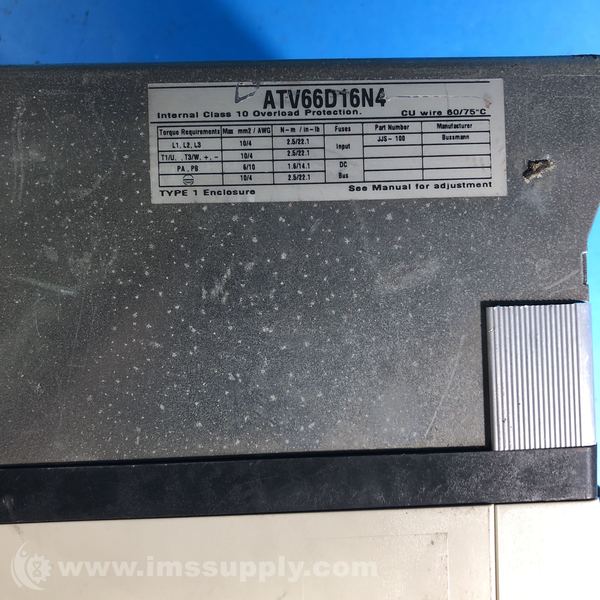 ATV66D16N4
Internal Class 10 Overload Protection. CU wire 60/75°C
Torque Requirements Max mm2 / AWG N-m / in-lb Fuses Part Number Manufacturer
L1, L2, L3 10/4 2.5/22.1 Input JJS-100 Bussmann
T1/U.. T3/W, +, - 10/4 2.5/22.1
PA, PB 6/10 1.6/14.1 DC Bus
10/4 2.5/22.1
TYPE 1 Enclosure See Manual for adjustment
www.imssupply.com